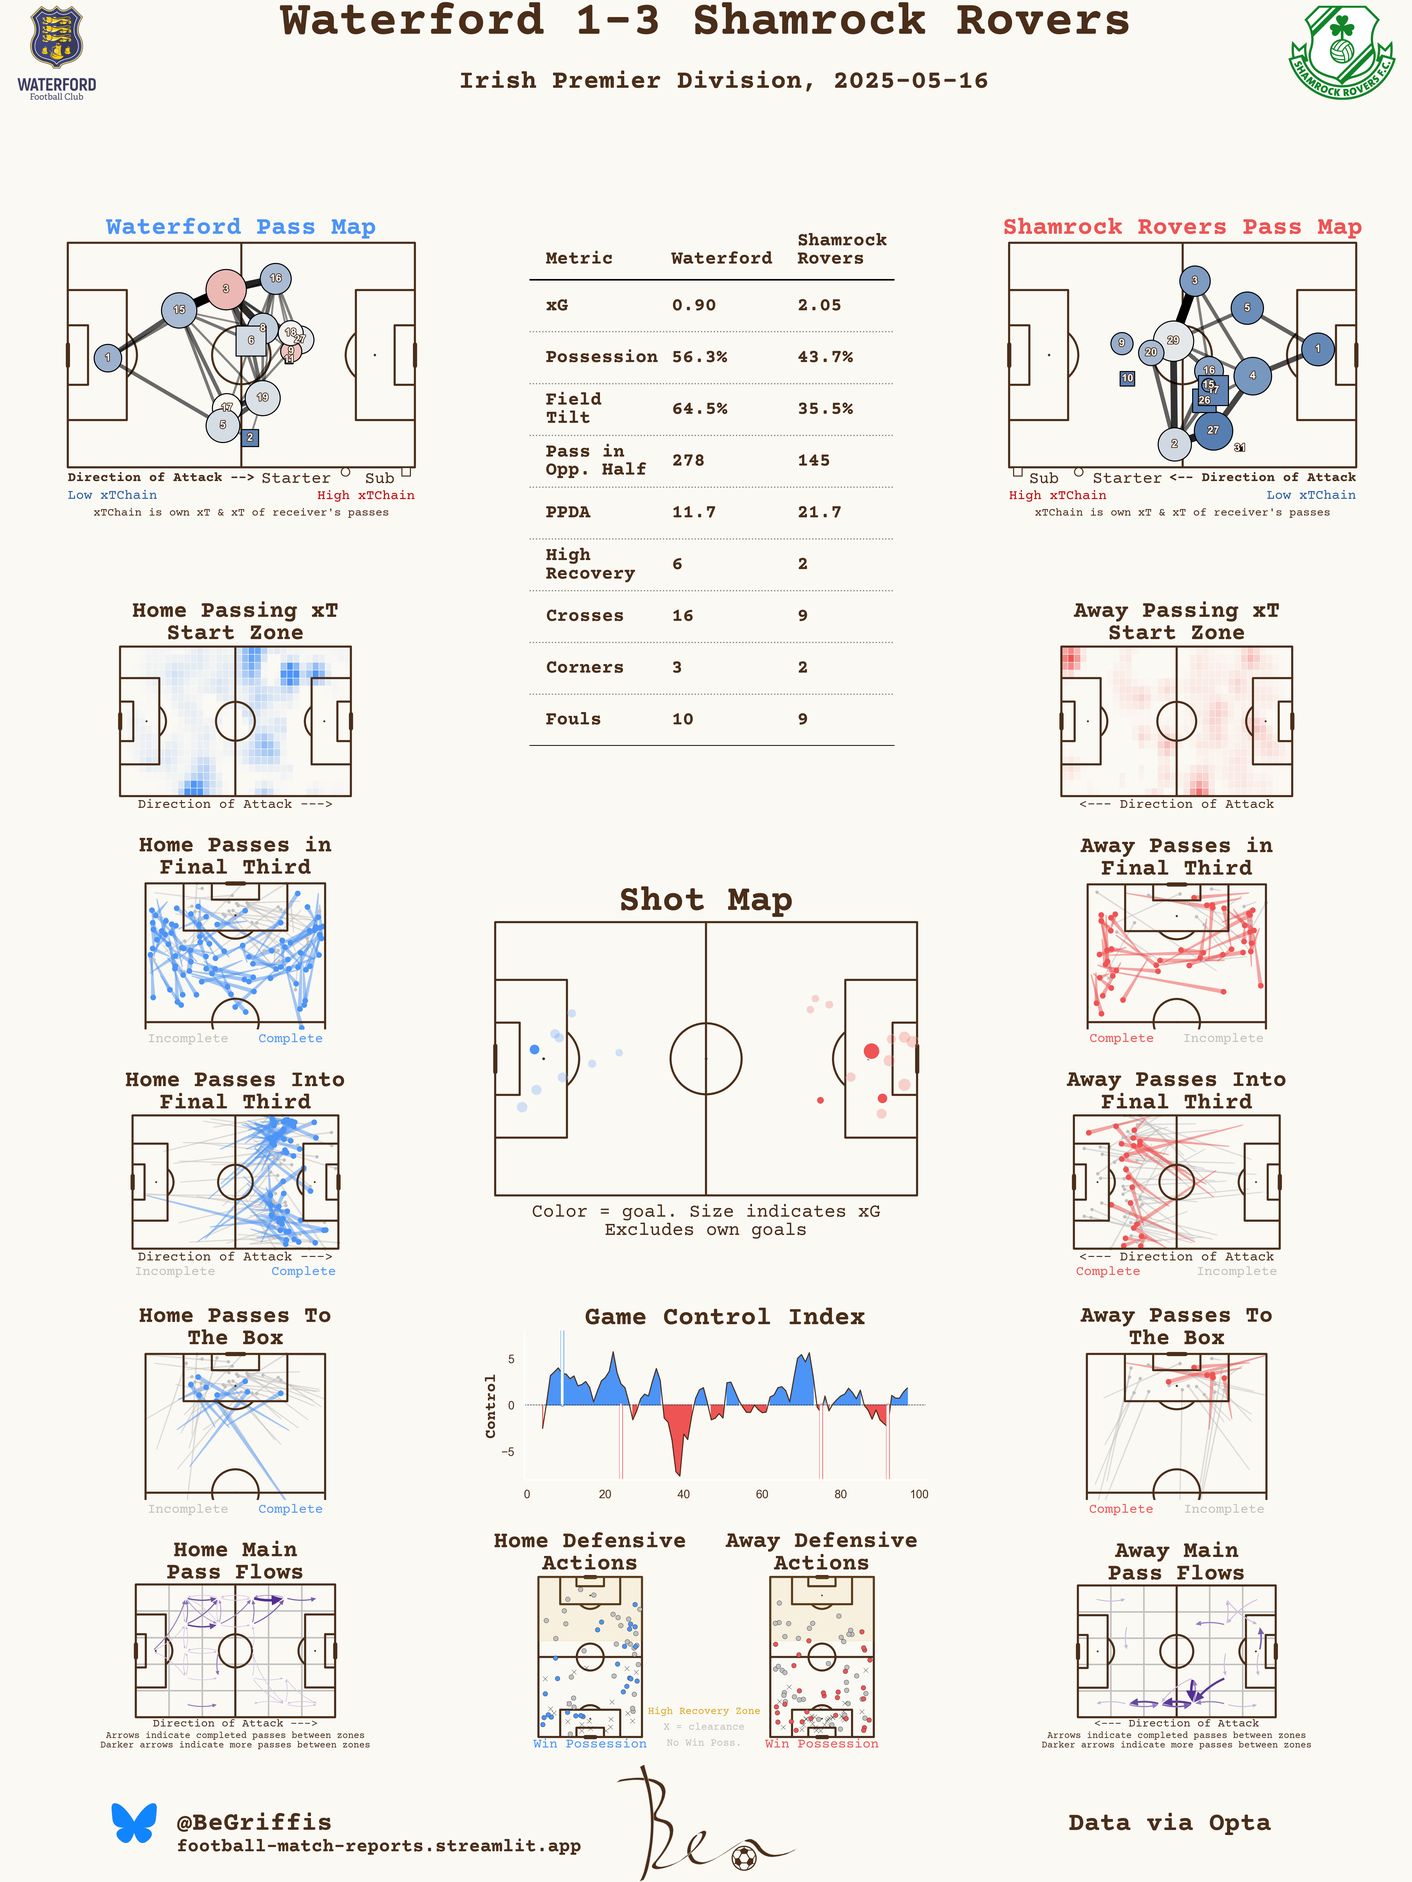 Waterford 1-3 Shamrock Rovers
Irish Premier Division, 2025-05-16
WATERFORD
Football Club
SHAMROCK ROVERS F.C.
Waterford Pass Map
1
15
3
16
8
6
18
27
9
11
19
17
5
2
Direction of Attack --> Starter Sub
Low xTChain High xTChain
xTChain is own xT & xT of receiver's passes
Metric Waterford Shamrock Rovers
xG 0.90 2.05
Possession 56.3% 43.7%
Field Tilt 64.5% 35.5%
Pass in Opp. Half 278 145
PPDA 11.7 21.7
High Recovery 6 2
Crosses 16 9
Corners 3 2
Fouls 10 9
Shamrock Rovers Pass Map
3
5
9
29
20
1
10
16
4
15
17
26
27
2
31
Sub Starter <-- Direction of Attack
High xTChain Low xTChain
xTChain is own xT & xT of receiver's passes
Home Passing xT
Start Zone
Direction of Attack --->
Home Passes in
Final Third
Incomplete Complete
Home Passes Into
Final Third
Direction of Attack --->
Incomplete Complete
Home Passes To
The Box
Incomplete Complete
Home Main
Pass Flows
Direction of Attack --->
Arrows indicate completed passes between zones
Darker arrows indicate more passes between zones
Shot Map
Color = goal. Size indicates xG
Excludes own goals
Game Control Index
Control
5
0
−5
0 20 40 60 80 100
Home Defensive
Actions
Win Possession
High Recovery Zone
X = clearance
No Win Poss.
Away Defensive
Actions
Win Possession
Away Passing xT
Start Zone
<--- Direction of Attack
Away Passes in
Final Third
Complete Incomplete
Away Passes Into
Final Third
<--- Direction of Attack
Complete Incomplete
Away Passes To
The Box
Complete Incomplete
Away Main
Pass Flows
<--- Direction of Attack
Arrows indicate completed passes between zones
Darker arrows indicate more passes between zones
@BeGriffis
football-match-reports.streamlit.app
Ben
Data via Opta